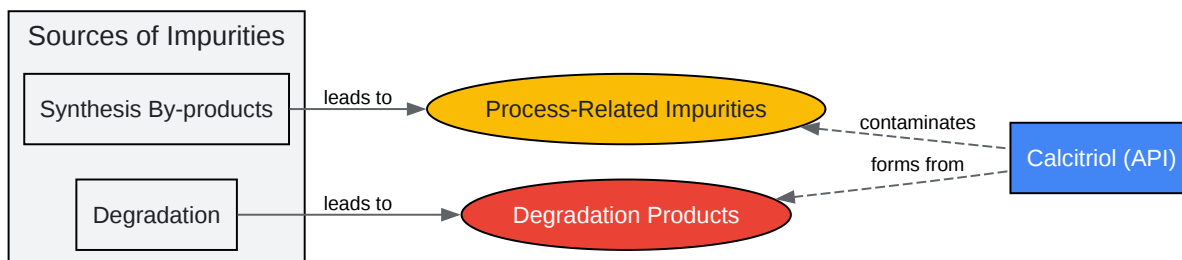 Sources of Impurities
Synthesis By-products
leads to
Process-Related Impurities
contaminates
Calcitriol (API)
forms from
Degradation
leads to
Degradation Products